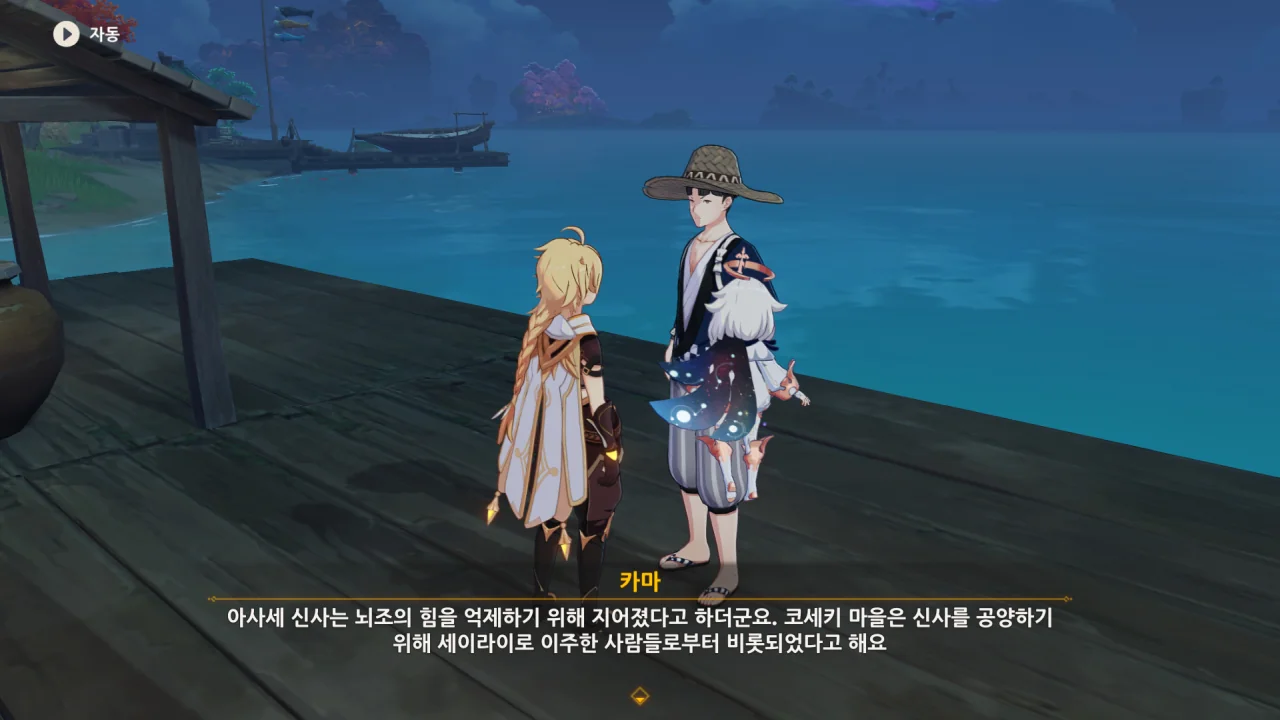 자동
카마
아사세 신사는 뇌조의 힘을 억제하기 위해 지어졌다고 하더군요. 코세키 마을은 신사를 공양하기
위해 세이라이로 이주한 사람들로부터 비롯되었다고 해요